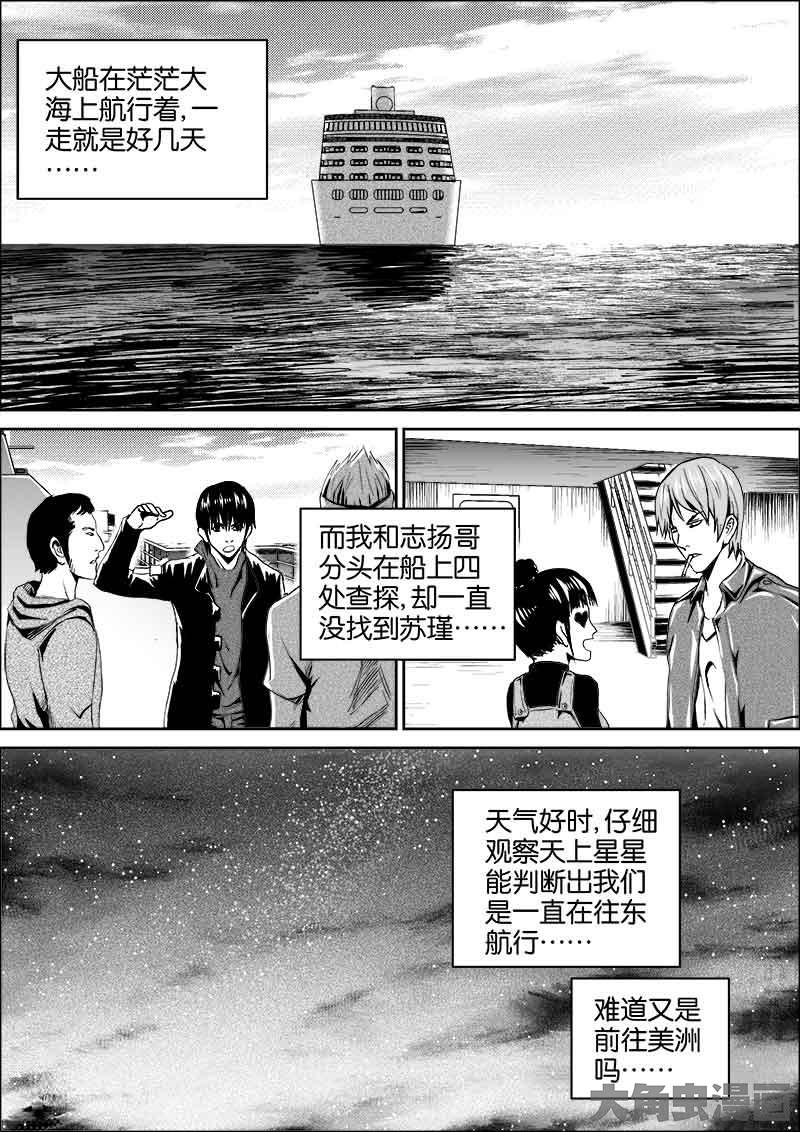 大船在茫茫大
海上航行着,一
走就是好几天
……
而我和志扬哥
分头在船上四
处查探,却一直
没找到苏瑾……
天气好时,仔细
观察天上星星
能判断出我们
是一直在往东
航行……
难道又是
前往美洲
吗……
大角虫漫画